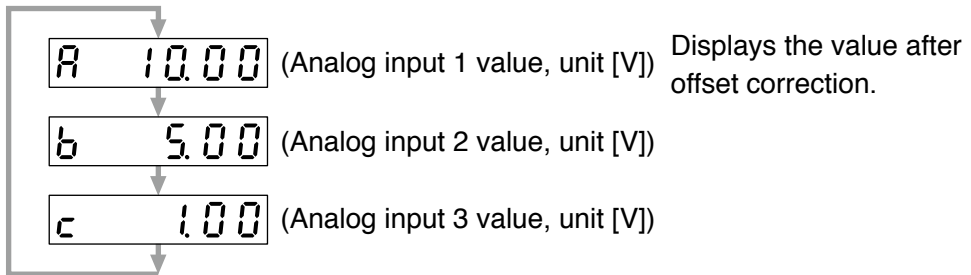 A 10.00 (Analog input 1 value, unit [V]) Displays the value after
offset correction.
b 5.00 (Analog input 2 value, unit [V])
c 1.00 (Analog input 3 value, unit [V])